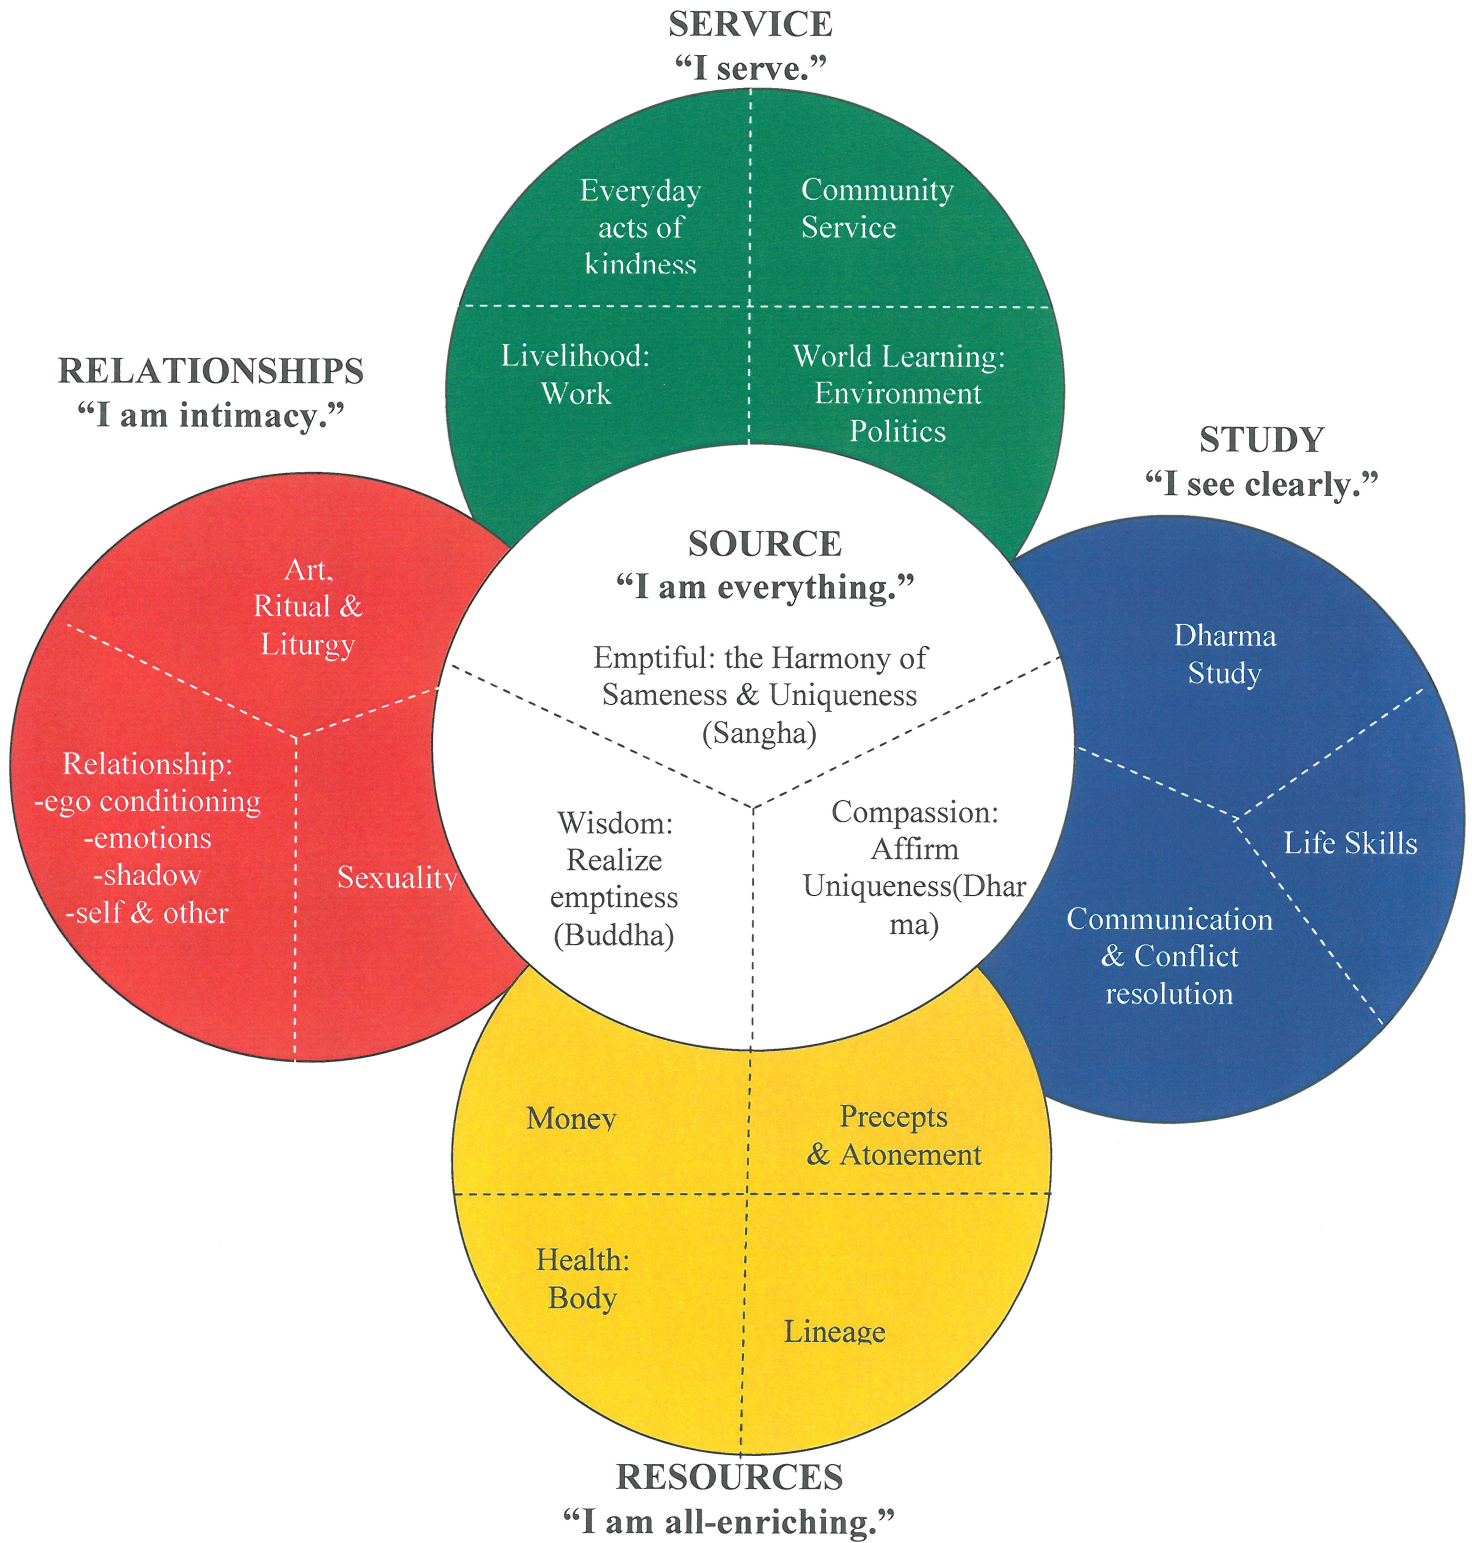 SERVICE
“I serve.”
Everyday
acts of
kindness
Community
Service
Livelihood:
Work
World Learning:
Environment
Politics
RELATIONSHIPS
“I am intimacy.”
Art,
Ritual &
Liturgy
Relationship:
-ego conditioning
-emotions
-shadow
-self & other
Sexuality
SOURCE
“I am everything.”
Emptiful: the Harmony of
Sameness & Uniqueness
(Sangha)
Wisdom:
Realize
emptiness
(Buddha)
Compassion:
Affirm
Uniqueness(Dhar
ma)
STUDY
“I see clearly.”
Dharma
Study
Life Skills
Communication
& Conflict
resolution
Money
Precepts
& Atonement
Health:
Body
Lineage
RESOURCES
“I am all-enriching.”